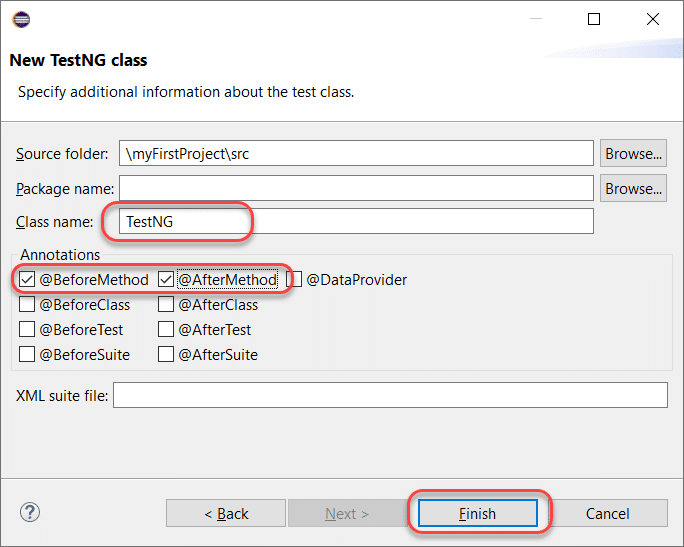 New TestNG class
Specify additional information about the test class.
Source folder: \myFirstProject\src Browse...
Package name: Browse...
Class name: TestNG
Annotations
@BeforeMethod @AfterMethod @DataProvider
@BeforeClass @AfterClass
@BeforeTest @AfterTest
@BeforeSuite @AfterSuite
XML suite file:
? < Back Next > Finish Cancel